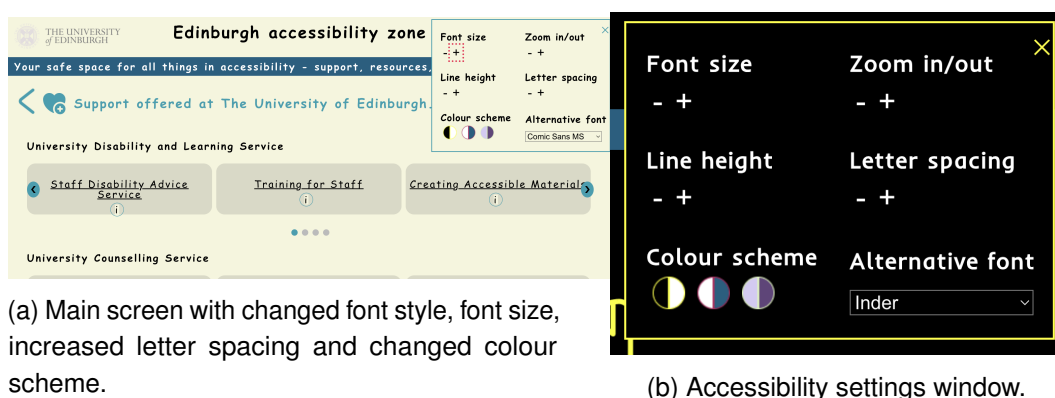 THE UNIVERSITY
of EDINBURGH
Edinburgh accessibility zone
Your safe space for all things in accessibility - support, resources,
Support offered at The University of Edinburgh.
University Disability and Learning Service
Staff Disability Advice
Service
i
Training for Staff
i
Creating Accessible Materials
i
University Counselling Service
Font size
- +
Zoom in/out
- +
Line height
- +
Letter spacing
- +
Colour scheme
Alternative font
Comic Sans MS
(a) Main screen with changed font style, font size,
increased letter spacing and changed colour
scheme.
Font size
- +
Zoom in/out
- +
Line height
- +
Letter spacing
- +
Colour scheme
Alternative font
Inder
(b) Accessibility settings window.